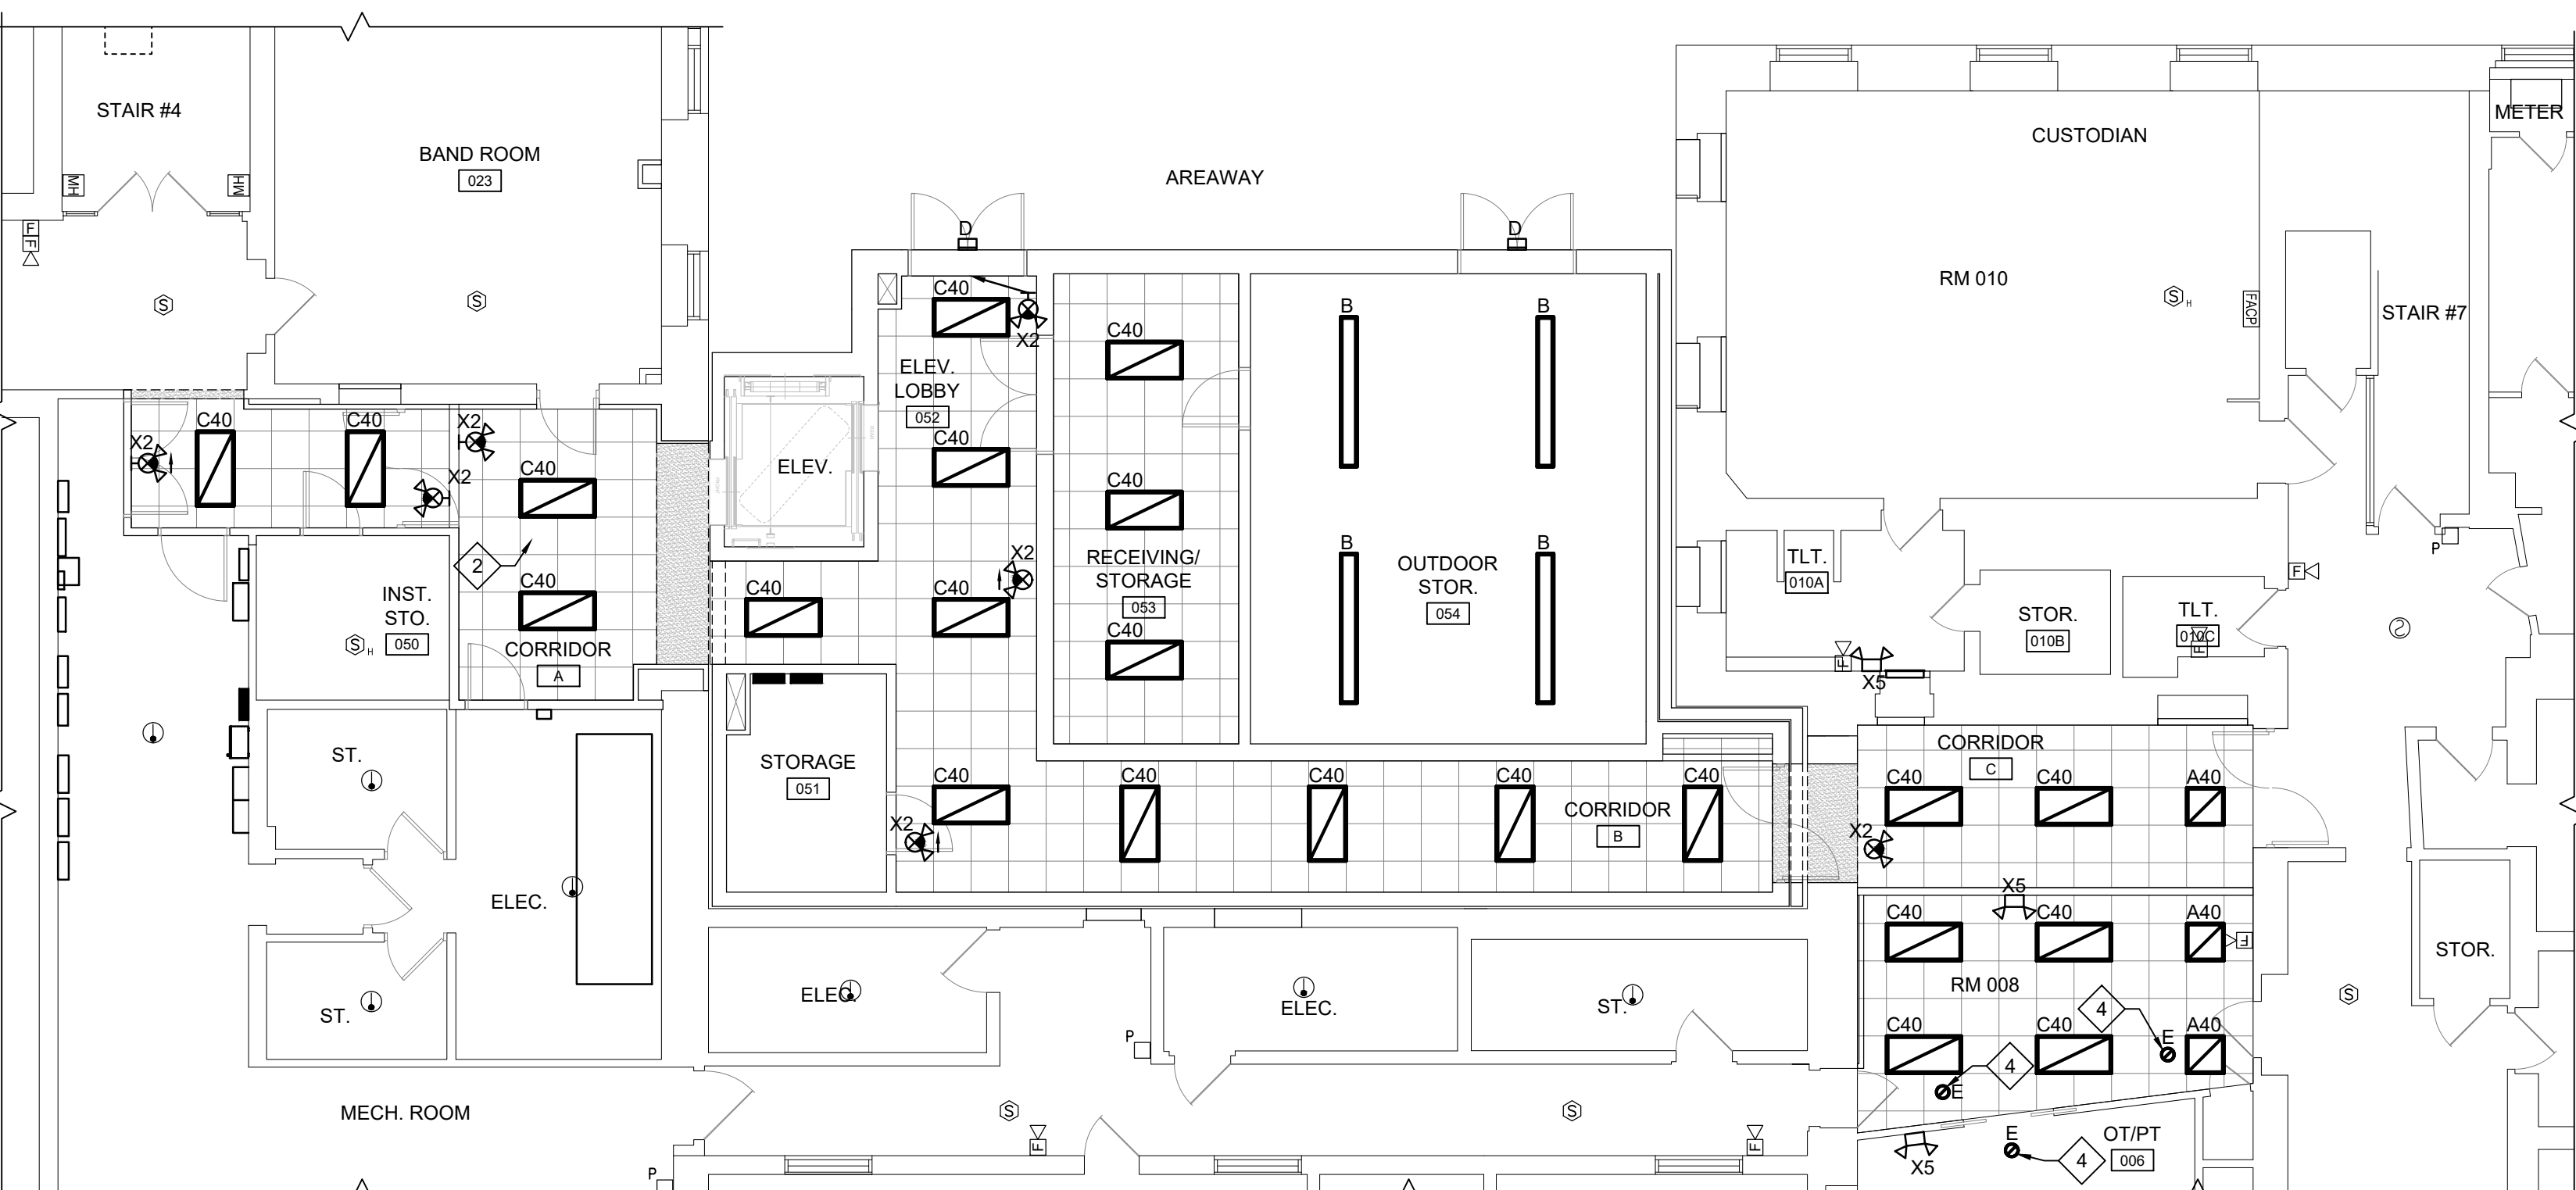 STAIR #4
MH
MH
F
F
S
BAND ROOM
023
S
AREAWAY
D
D
CUSTODIAN
METER
RM 010
S
H
FACP
STAIR #7
C40
X2
C40
B
B
ELEV.
LOBBY
052
C40
C40
C40
X2
X2
X2
C40
ELEV.
C40
RECEIVING/
STORAGE
053
C40
X2
C40
C40
C40
B
B
OUTDOOR
STOR.
054
2
C40
INST.
STO.
050
S
H
CORRIDOR
A
TLT.
010A
STOR.
010B
TLT.
010C
F
F
F
P
X5
ST.
STORAGE
051
C40
C40
C40
C40
C40
X2
CORRIDOR
B
CORRIDOR
C
C40
C40
A40
X2
ELEC.
X5
C40
C40
A40
F
STOR.
RM 008
ST.
ELEC.
ELEC.
ST.
S
4
C40
C40
A40
E
4
E
P
MECH. ROOM
S
S
F
F
P
X5
E
4
OT/PT
006